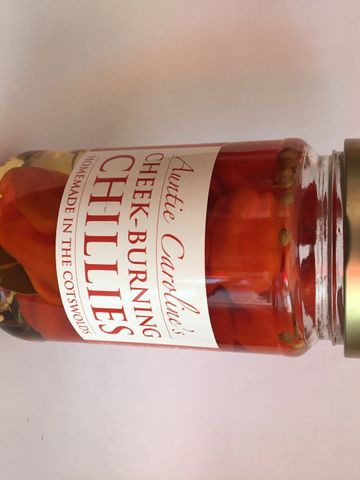 Auntie Caroline's
CHEEK-BURNING
CHILLIES
HOMEMADE IN THE COTSWOLDS